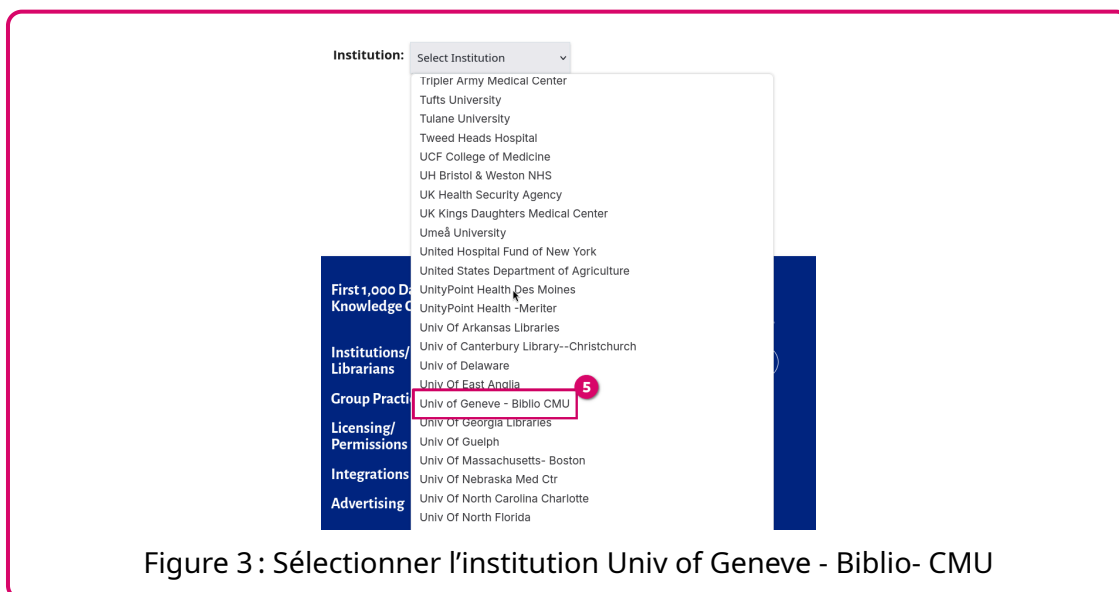 Institution:
Select Institution
Tripler Army Medical Center
Tufts University
Tulane University
Tweed Heads Hospital
UCF College of Medicine
UH Bristol & Weston NHS
UK Health Security Agency
UK Kings Daughters Medical Center
Umeå University
United Hospital Fund of New York
United States Department of Agriculture
UnityPoint Health Des Moines
UnityPoint Health -Meriter
Univ Of Arkansas Libraries
Univ of Canterbury Library--Christchurch
Univ of Delaware
Univ Of East Anglia
5
Univ of Geneve - Biblio CMU
Univ Of Georgia Libraries
Univ Of Guelph
Univ Of Massachusetts- Boston
Univ Of Nebraska Med Ctr
Univ Of North Carolina Charlotte
Univ Of North Florida
First 1,000 Da
Knowledge C
Institutions/
Librarians
Group Practi
Licensing/
Permissions
Integrations
Advertising
Figure 3 : Sélectionner l’institution Univ of Geneve - Biblio- CMU